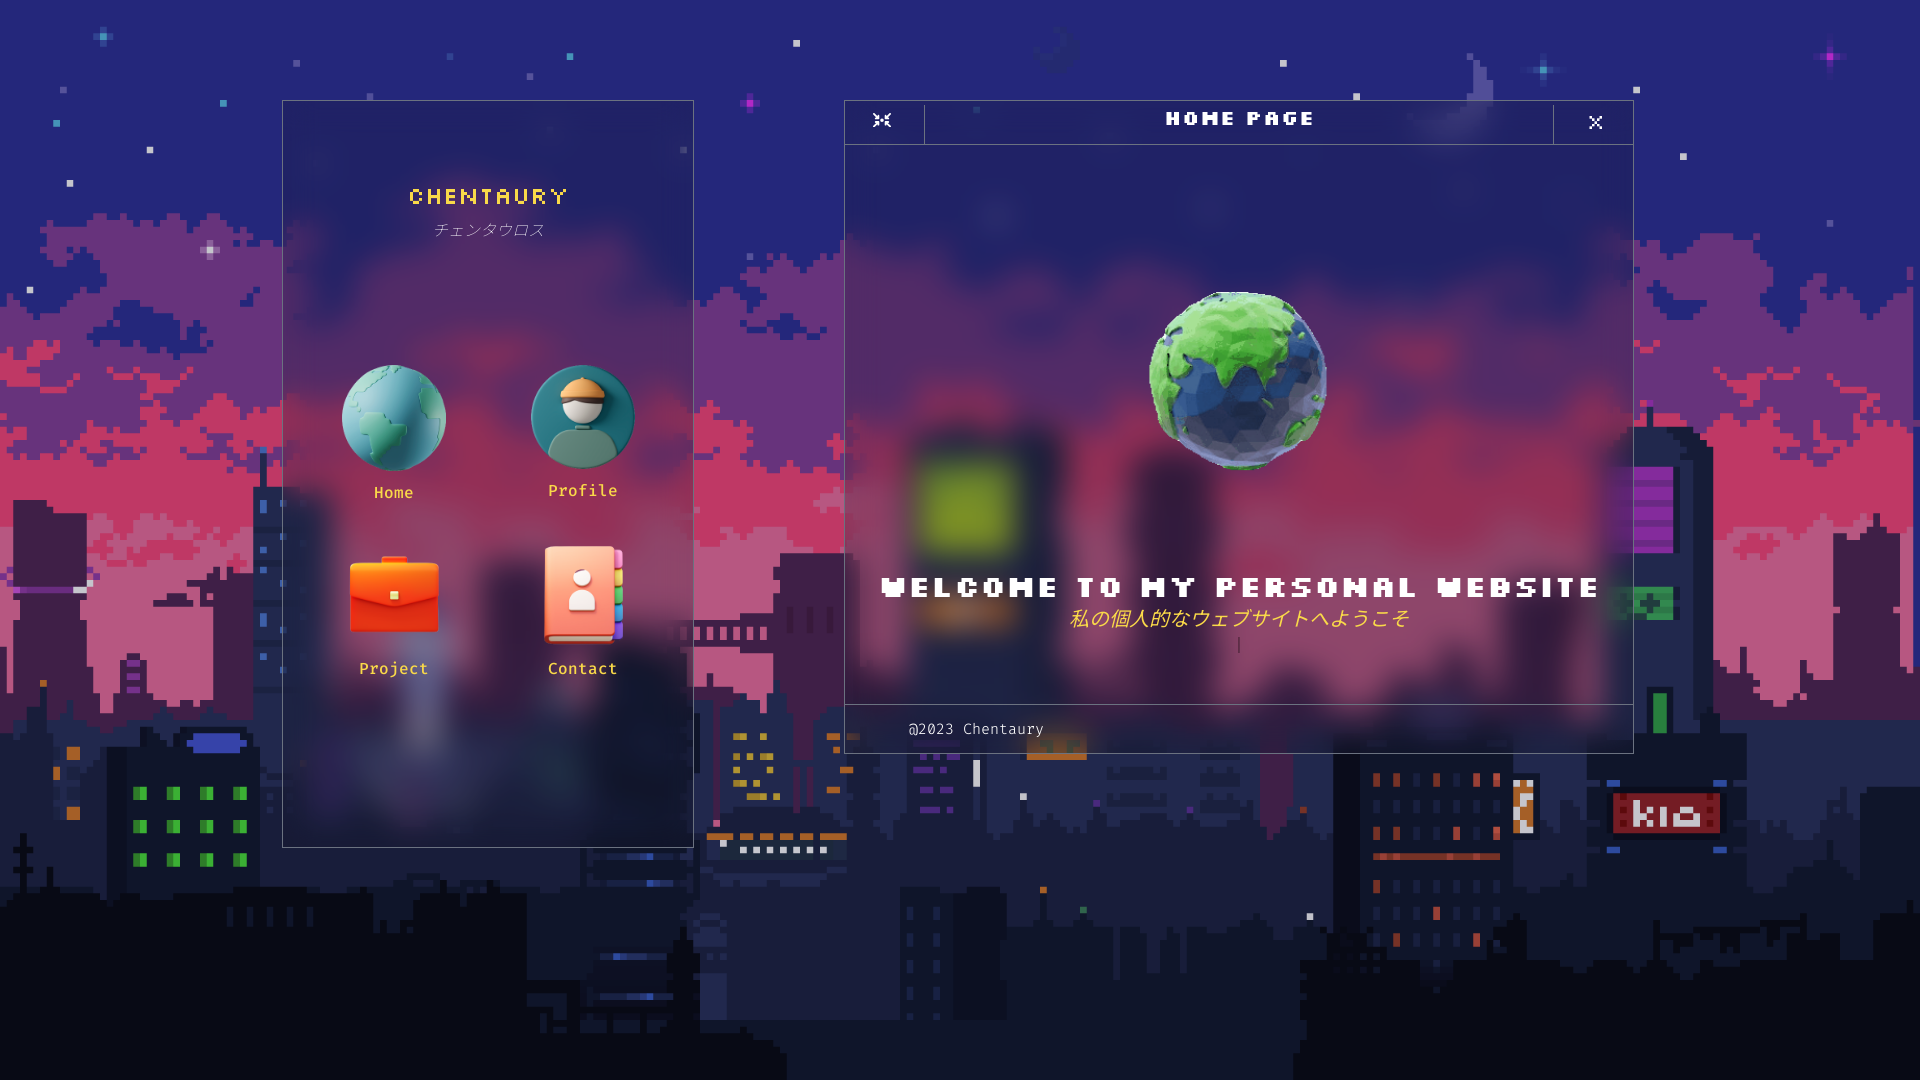 CHENTAURY
チェンタウロス
Home
Profile
Project
Contact
HOME PAGE
WELCOME TO MY PERSONAL WEBSITE
私の個人的なウェブサイトへようこそ
@2023 Chentaury
kio